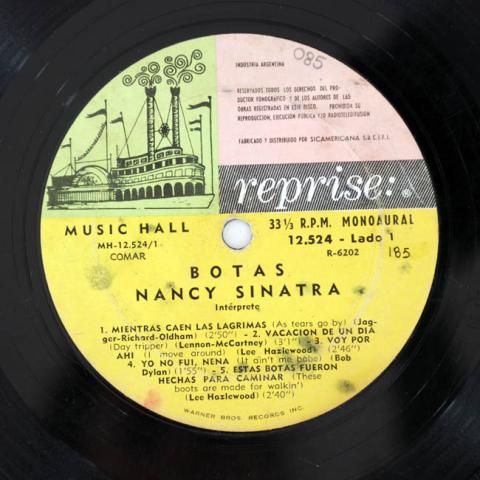 085
INDUSTRIA ARGENTINA
RESERVADOS TODOS LOS DERECHOS DEL PRO-
DUCTOR FONOGRAFICO Y DE LOS AUTORES DE LAS
OBRAS REGISTRADAS EN ESTE DISCO. PROHIBIDA SU
REPRODUCCION, EJECUCION PUBLICA Y/O RADIOTELEDIFUSION
FABRICADO Y DISTRIBUIDO POR SICAMERICANA S.A.C.I.F.I.
reprise:®
MUSIC HALL
33⅓ R.P.M. MONOAURAL
MH-12.524/1
12.524 - Lado 1
COMAR
R-6202
185
BOTAS
NANCY SINATRA
Intérprete
1. MIENTRAS CAEN LAS LAGRIMAS (As tears go by) (Jag-
ger-Richard-Oldham) (2'50") - 2. VACACION DE UN DIA
(Day tripper) (Lennon-McCartney) (3'1") - 3. VOY POR
AHI (I move around) (Lee Hazlewood) (2'46")
4. YO NO FUI, NENA (It ain't me babe) (Bob
Dylan) (1'55") - 5. ESTAS BOTAS FUERON
HECHAS PARA CAMINAR (These
boots are made for walkin')
(Lee Hazlewood) (2'40")
WARNER BROS. RECORDS INC.